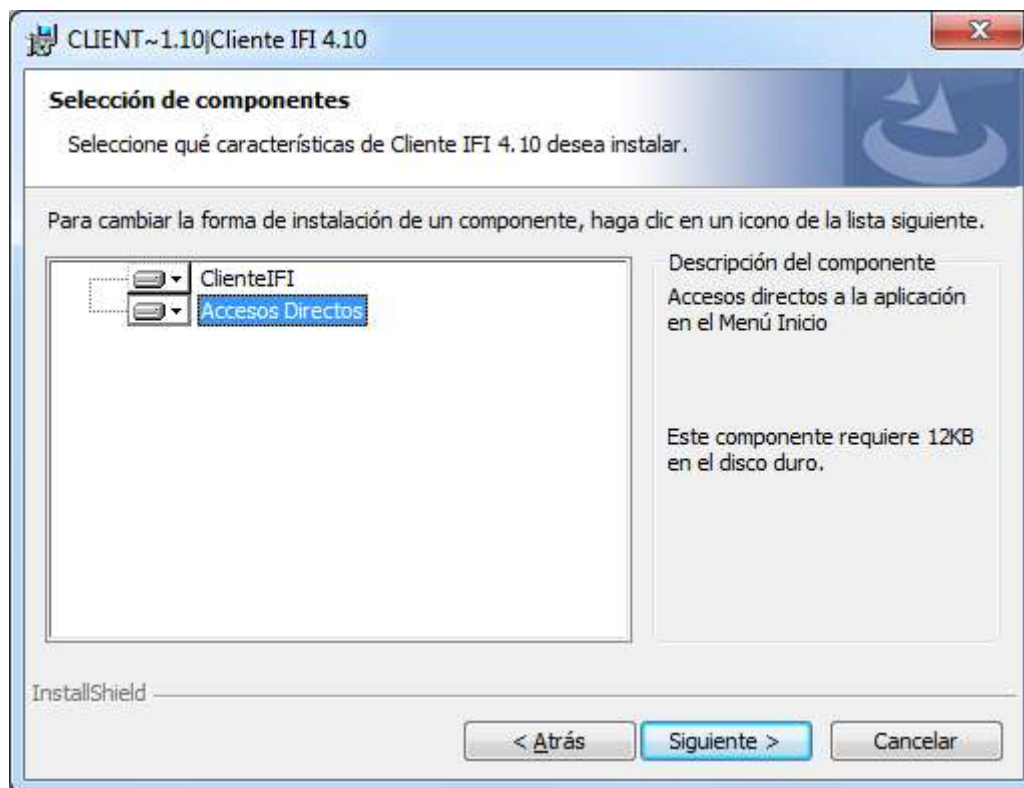 CLIENT~1.10|Cliente IFI 4.10
Selección de componentes
Seleccione qué características de Cliente IFI 4.10 desea instalar.
Para cambiar la forma de instalación de un componente, haga clic en un icono de la lista siguiente.
ClienteIFI
Accesos Directos
Descripción del componente
Accesos directos a la aplicación
en el Menú Inicio
Este componente requiere 12KB
en el disco duro.
InstallShield
< Atrás
Siguiente >
Cancelar